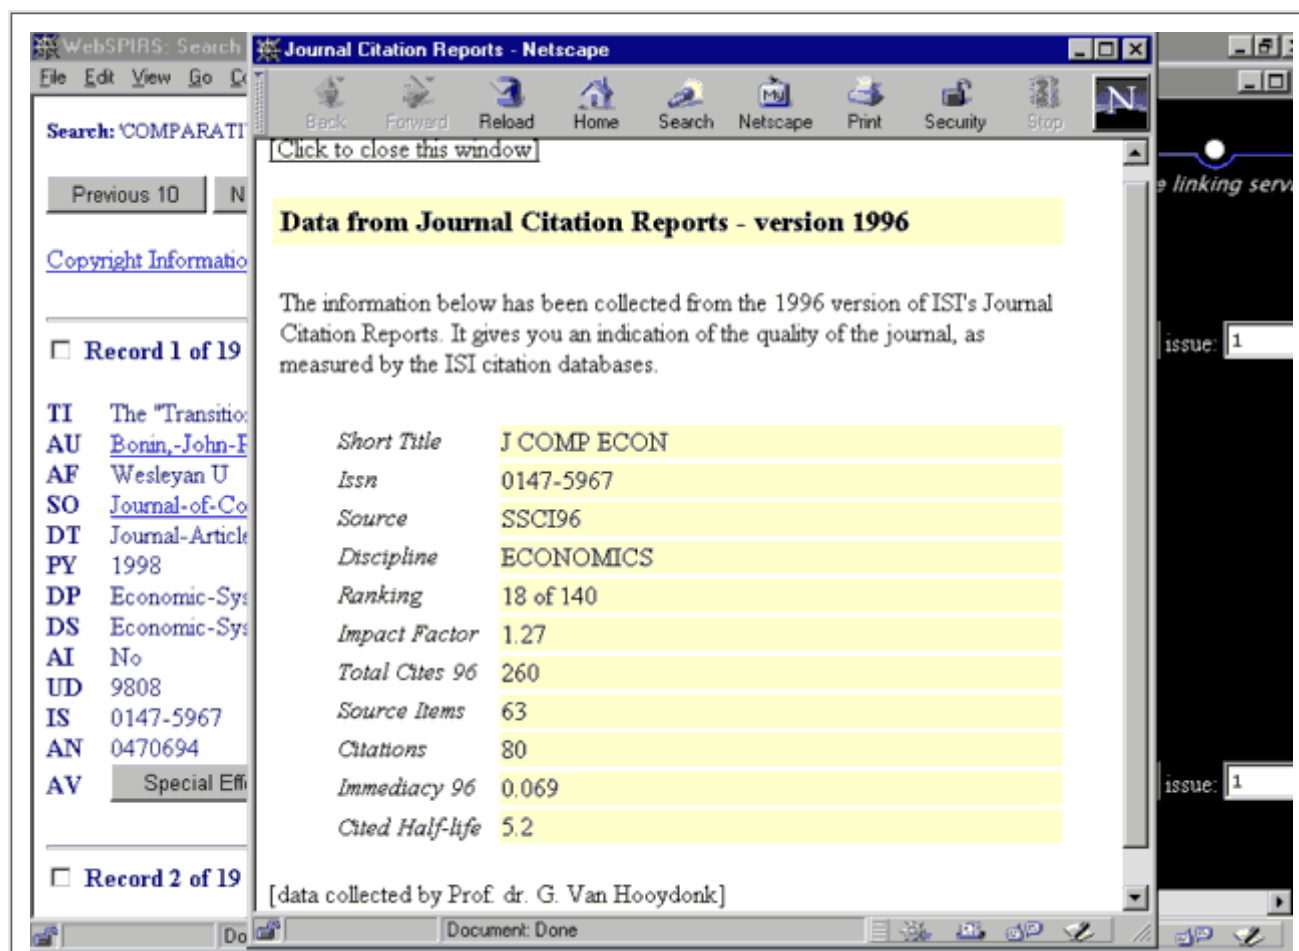 WebSPIRS: Search
File Edit View Go
Search: 'COMPARATI
Previous 10 N
Copyright Informatio
Record 1 of 19
TI The "Transitio
AU Bonin,-John-P
AF Wesleyan U
SO Journal-of-Co
DT Journal-Article
PY 1998
DP Economic-Sys
DS Economic-Sys
AI No
UD 9808
IS 0147-5967
AN 0470694
AV Special Eff
Record 2 of 19
Do
Journal Citation Reports - Netscape
Back Forward Reload Home Search Netscape Print Security Stop
My
N
[Click to close this window]
Data from Journal Citation Reports - version 1996
The information below has been collected from the 1996 version of ISI's Journal
Citation Reports. It gives you an indication of the quality of the journal, as
measured by the ISI citation databases.
Short Title J COMP ECON
Issn 0147-5967
Source SSCI96
Discipline ECONOMICS
Ranking 18 of 140
Impact Factor 1.27
Total Cites 96 260
Source Items 63
Citations 80
Immediacy 96 0.069
Cited Half-life 5.2
[data collected by Prof. dr. G. Van Hooydonk]
Document: Done
e linking servi
issue: 1
issue: 1